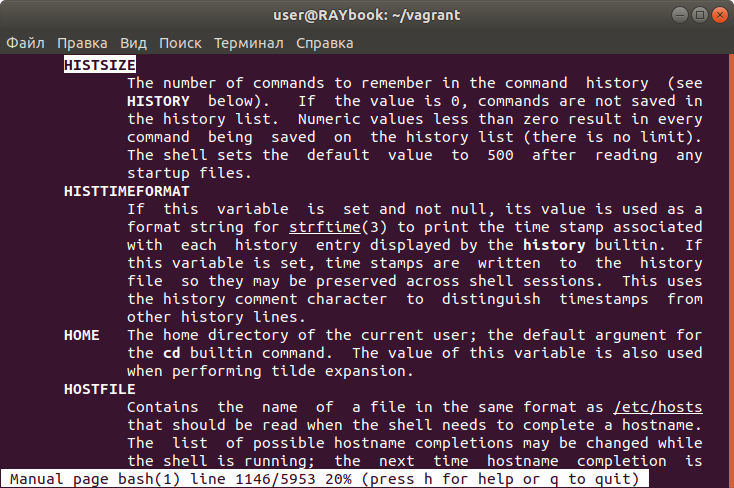 user@RAYbook: ~/vagrant
Файл Правка Вид Поиск Терминал Справка
HISTSIZE
The number of commands to remember in the command history (see
HISTORY below). If the value is 0, commands are not saved in
the history list. Numeric values less than zero result in every
command being saved on the history list (there is no limit).
The shell sets the default value to 500 after reading any
startup files.
HISTTIMEFORMAT
If this variable is set and not null, its value is used as a
format string for strftime(3) to print the time stamp associated
with each history entry displayed by the history builtin. If
this variable is set, time stamps are written to the history
file so they may be preserved across shell sessions. This uses
the history comment character to distinguish timestamps from
other history lines.
HOME The home directory of the current user; the default argument for
the cd builtin command. The value of this variable is also used
when performing tilde expansion.
HOSTFILE
Contains the name of a file in the same format as /etc/hosts
that should be read when the shell needs to complete a hostname.
The list of possible hostname completions may be changed while
the shell is running; the next time hostname completion is
Manual page bash(1) line 1146/5953 20% (press h for help or q to quit)